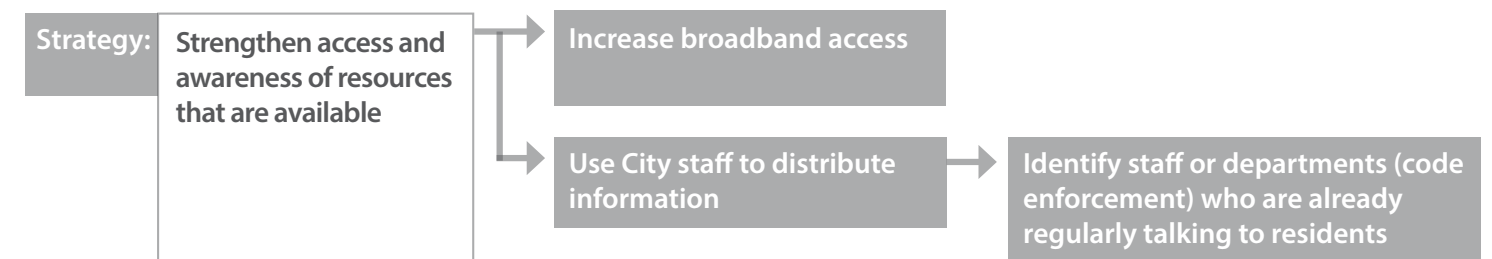 Strategy:
Strengthen access and
awareness of resources
that are available
Increase broadband access
Use City staff to distribute
information
Identify staff or departments (code
enforcement) who are already
regularly talking to residents